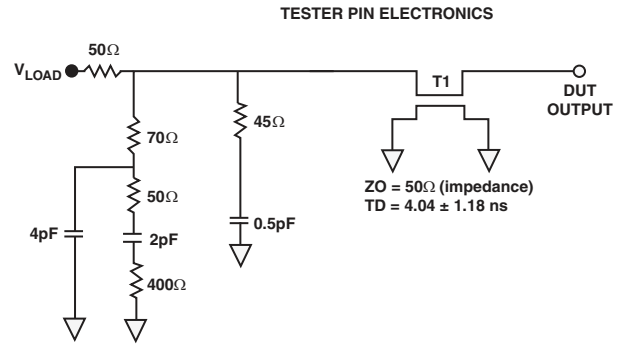 TESTER PIN ELECTRONICS
50Ω
VLOAD
T1
DUT
OUTPUT
70Ω
45Ω
50Ω
4pF
2pF
0.5pF
400Ω
ZO = 50Ω (impedance)
TD = 4.04 ± 1.18 ns